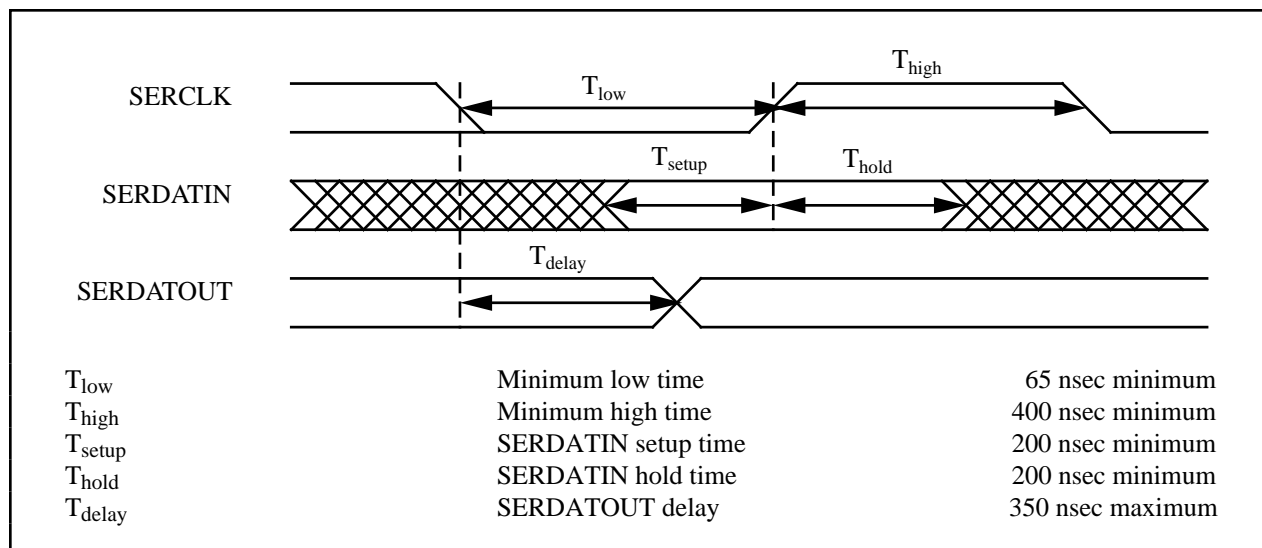 SERCLK
T_low
T_high
SERDATIN
T_setup
T_hold
SERDATOUT
T_delay
T_low Minimum low time 65 nsec minimum
T_high Minimum high time 400 nsec minimum
T_setup SERDATIN setup time 200 nsec minimum
T_hold SERDATIN hold time 200 nsec minimum
T_delay SERDATOUT delay 350 nsec maximum